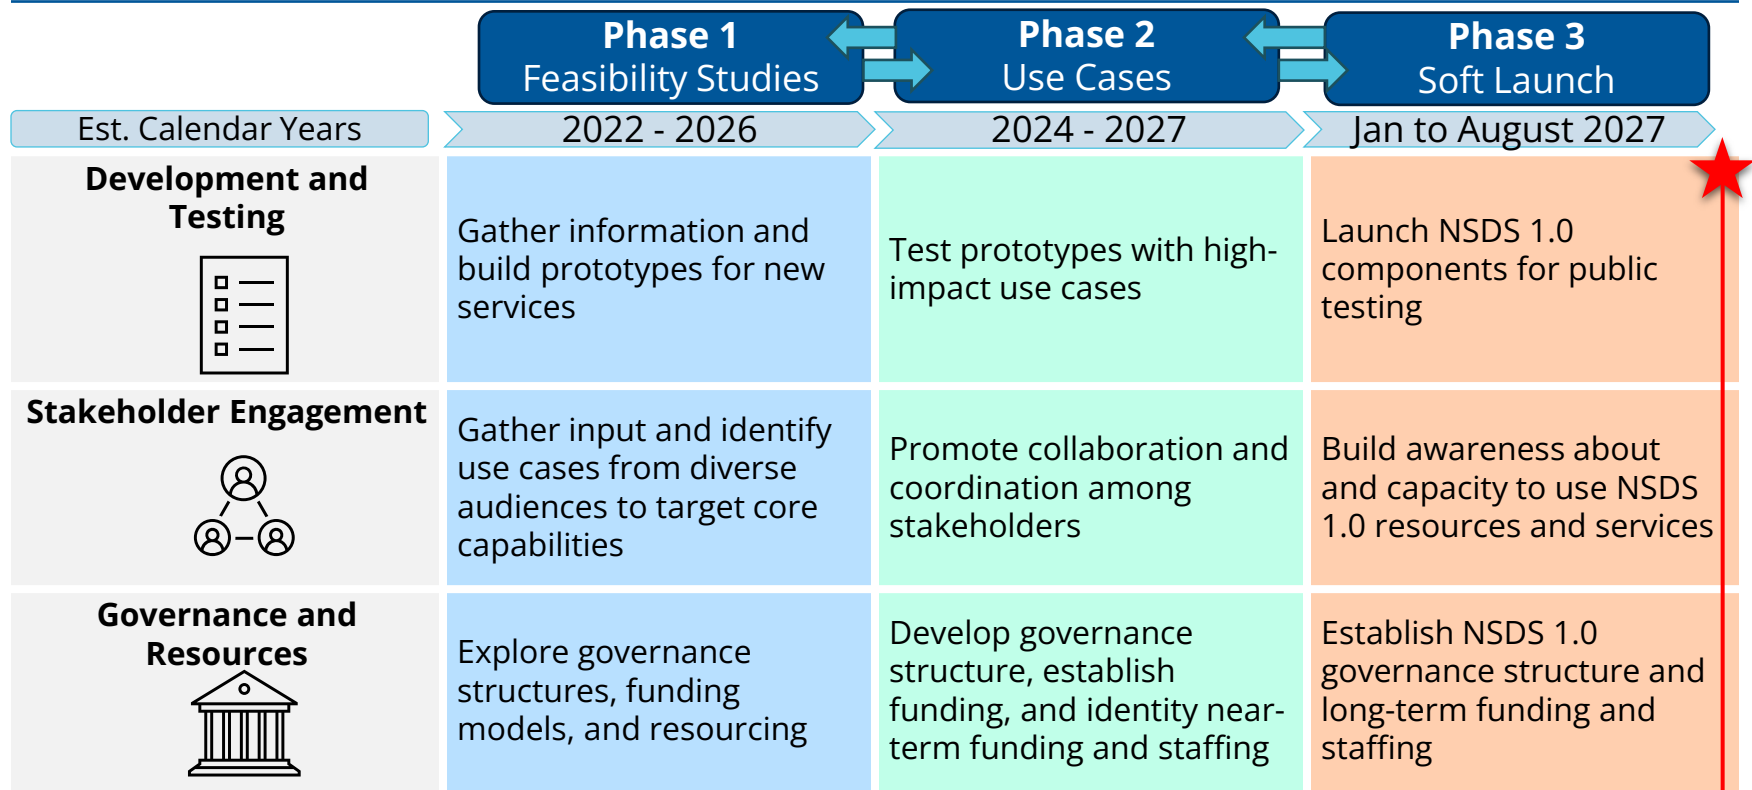 Phase 1
Feasibility Studies
Phase 2
Use Cases
Phase 3
Soft Launch
Est. Calendar Years
2022 - 2026
2024 - 2027
Jan to August 2027
Development and
Testing
Gather information and
build prototypes for new
services
Test prototypes with high-
impact use cases
Launch NSDS 1.0
components for public
testing
Stakeholder Engagement
Gather input and identify
use cases from diverse
audiences to target core
capabilities
Promote collaboration and
coordination among
stakeholders
Build awareness about
and capacity to use NSDS
1.0 resources and services
Governance and
Resources
Explore governance
structures, funding
models, and resourcing
Develop governance
structure, establish
funding, and identity near-
term funding and staffing
Establish NSDS 1.0
governance structure and
long-term funding and
staffing